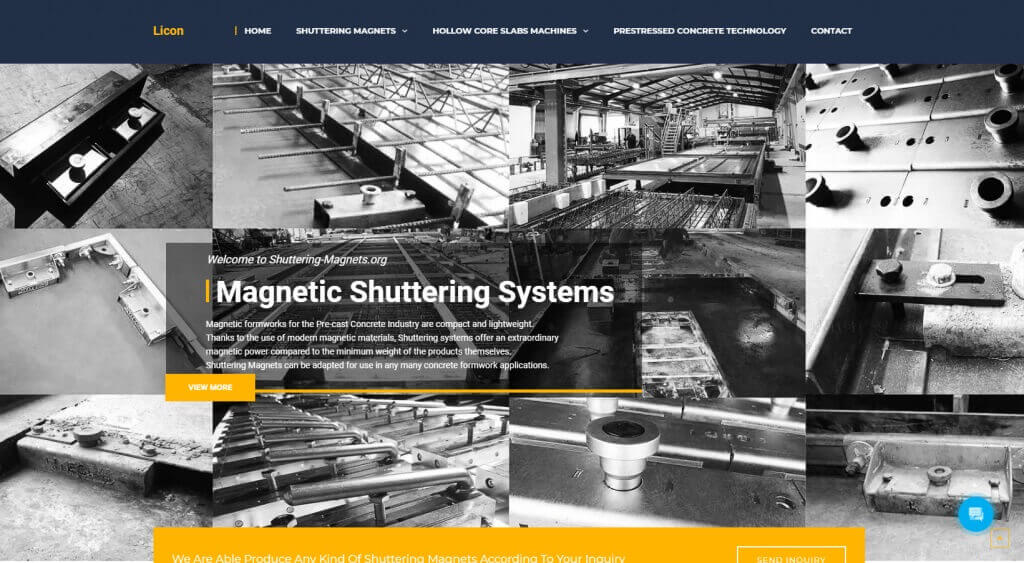 Licon
HOME
SHUTTERING MAGNETS
HOLLOW CORE SLABS MACHINES
PRESTRESSED CONCRETE TECHNOLOGY
CONTACT
Welcome to Shuttering-Magnets.org
Magnetic Shuttering Systems
Magnetic formworks for the Pre-cast Concrete Industry are compact and lightweight.
Thanks to the use of modern magnetic materials, Shuttering systems offer an extraordinary
magnetic power compared to the minimum weight of the products themselves.
Shuttering Magnets can be adapted for use in any many concrete formwork applications.
VIEW MORE
We Are Able Produce Any Kind Of Shuttering Magnets According To Your Inquiry
SEND INQUIRY